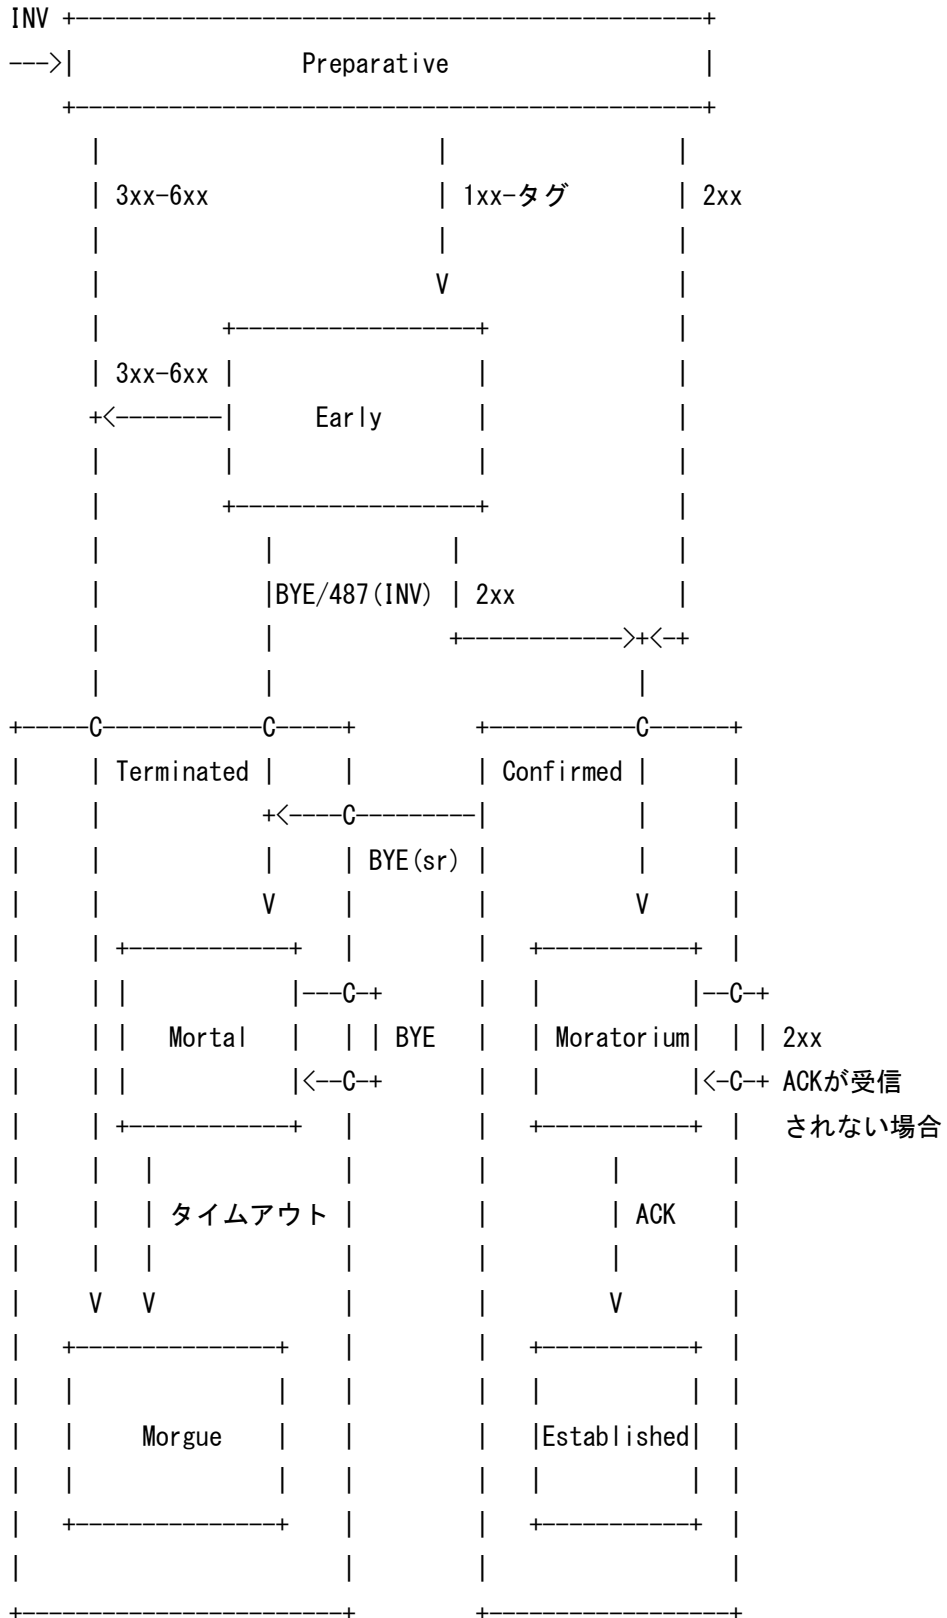 INV
Preparative
3xx-6xx 1xx-タグ 2xx
3xx-6xx
Early
BYE/487(INV) 2xx
C C C
Terminated Confirmed
C
BYE(sr)
V V V
C C
Mortal BYE Moratorium 2xx
C C ACKが受信
されない場合
タイムアウト ACK
V V V
Morgue Established